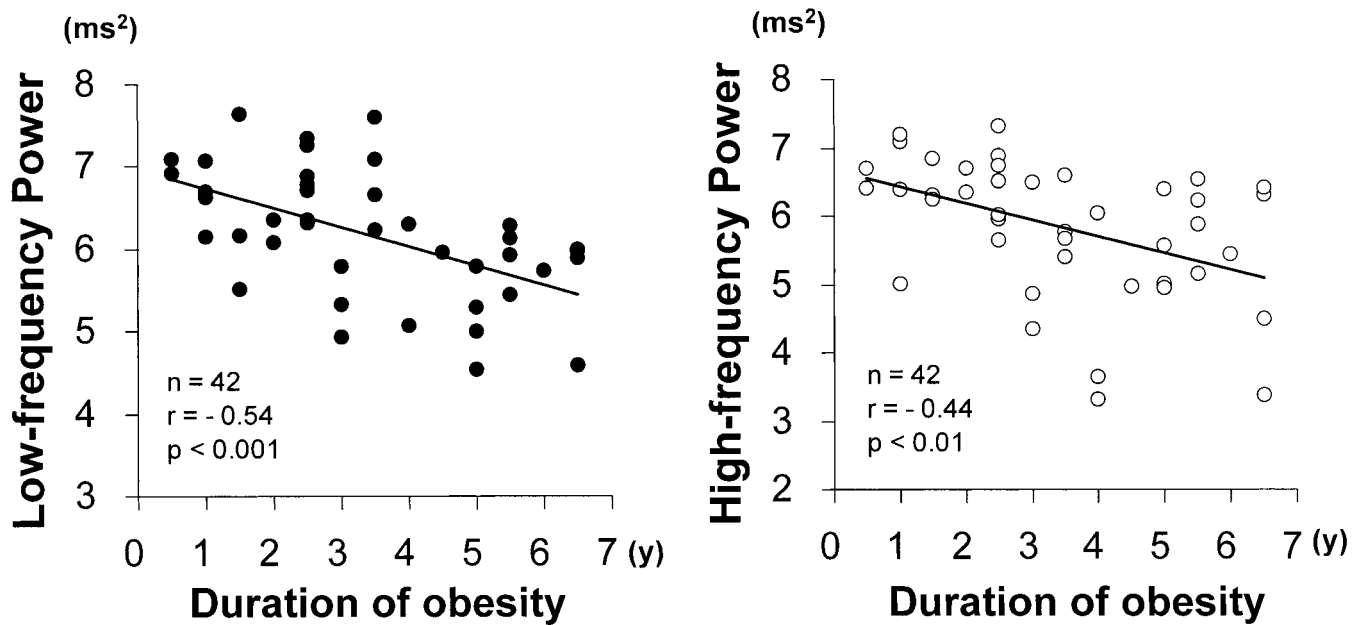 (ms²)
Low-frequency Power
8
7
6
5
4
3
n = 42
r = - 0.54
p < 0.001
0 1 2 3 4 5 6 7 (y)
Duration of obesity
(ms²)
High-frequency Power
8
7
6
5
4
3
2
n = 42
r = - 0.44
p < 0.01
0 1 2 3 4 5 6 7 (y)
Duration of obesity